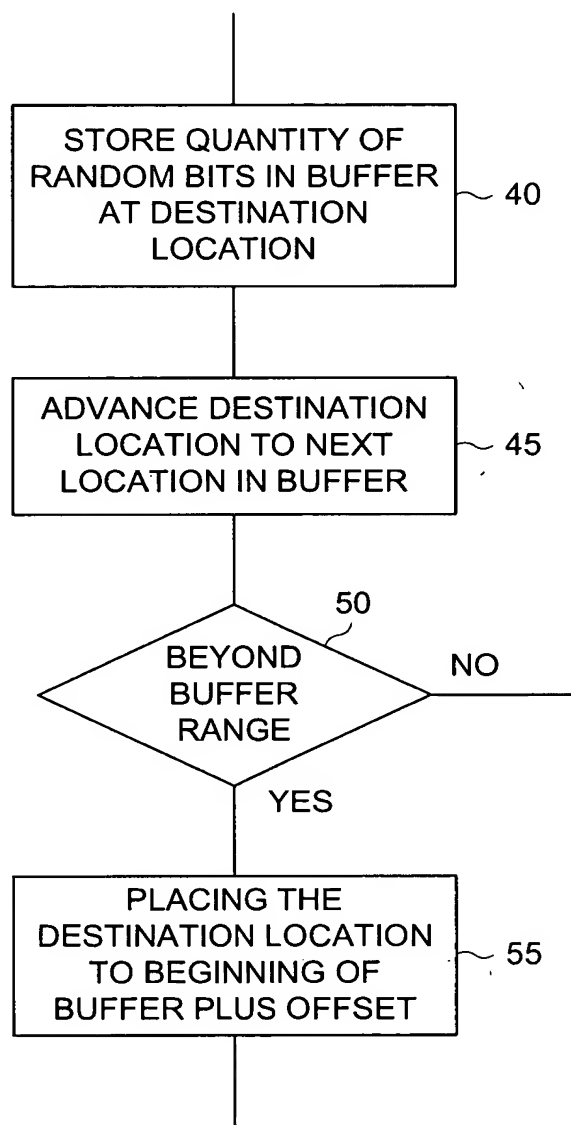 STORE QUANTITY OF
RANDOM BITS IN BUFFER
AT DESTINATION
LOCATION
40
ADVANCE DESTINATION
LOCATION TO NEXT
LOCATION IN BUFFER
45
50
BEYOND
BUFFER
RANGE
NO
YES
PLACING THE
DESTINATION LOCATION
TO BEGINNING OF
BUFFER PLUS OFFSET
55